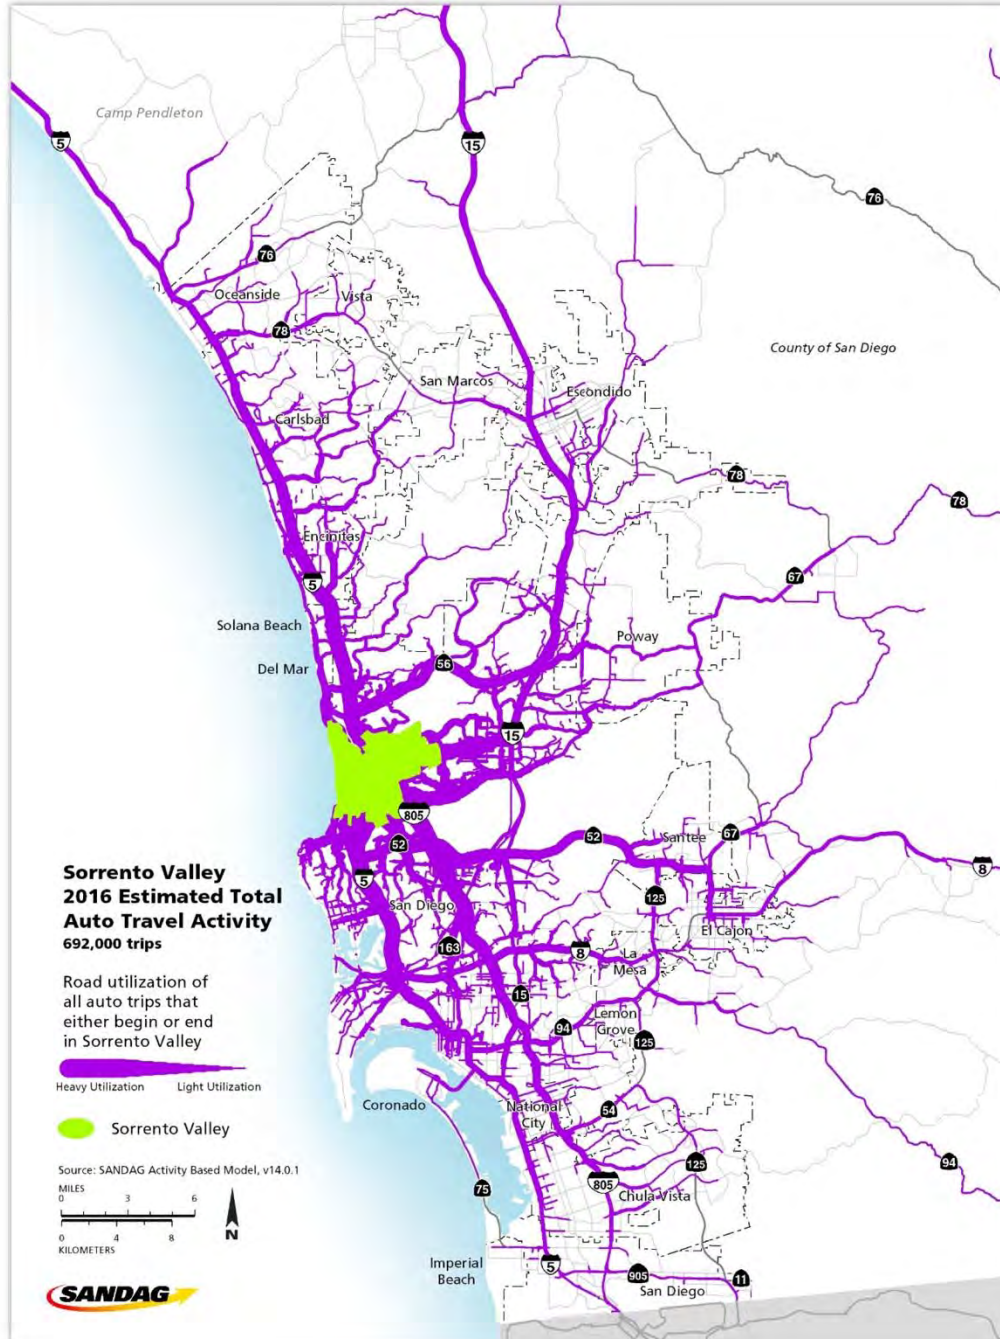 Camp Pendleton
5
15
76
76
Oceanside
Vista
78
County of San Diego
San Marcos
Escondido
Carlsbad
78
78
Encinitas
67
5
Solana Beach
Poway
Del Mar
56
15
805
52
52
Santee
67
8
5
125
San Diego
El Cajon
163
8
La
Mesa
15
Lemon
Grove
94
125
Coronado
National
City
54
125
94
75
805
Chula Vista
Imperial
Beach
5
905
11
San Diego
Sorrento Valley
2016 Estimated Total
Auto Travel Activity
692,000 trips
Road utilization of
all auto trips that
either begin or end
in Sorrento Valley
Heavy Utilization Light Utilization
Sorrento Valley
Source: SANDAG Activity Based Model, v14.0.1
MILES
0 3 6
0 4 8
KILOMETERS
N
SANDAG